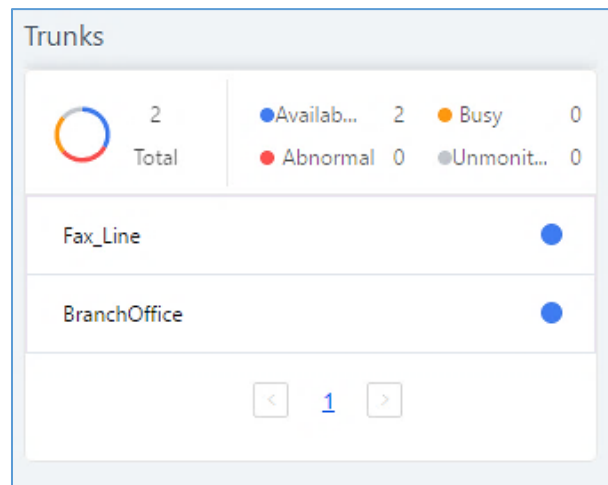 Trunks
2 Availab... 2 Busy 0
Total Abnormal 0 Unmonit... 0
Fax_Line
BranchOffice
< 1 >